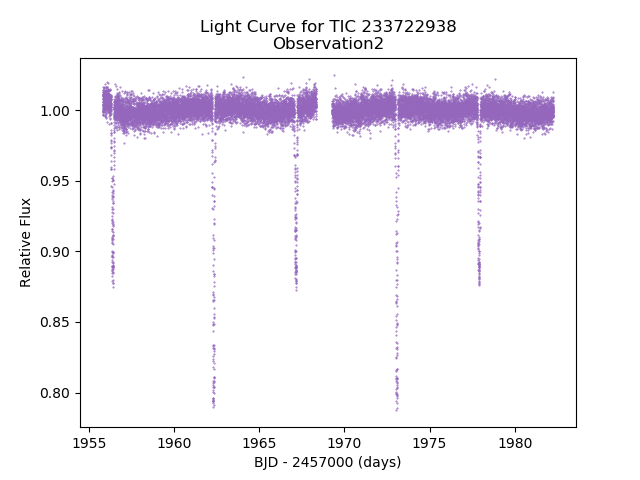 Light Curve for TIC 233722938
Observation2
1.00
0.95
0.90
0.85
0.80
Relative Flux
1955
1960
1965
1970
1975
1980
BJD - 2457000 (days)